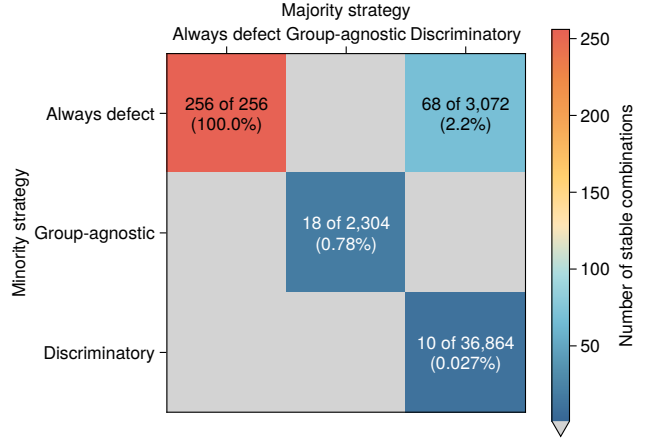 Majority strategy
Always defect Group-agnostic Discriminatory
Minority strategy
Always defect
256 of 256
(100.0%)
68 of 3,072
(2.2%)
Group-agnostic
18 of 2,304
(0.78%)
Discriminatory
10 of 36,864
(0.027%)
250
200
150
100
50
Number of stable combinations